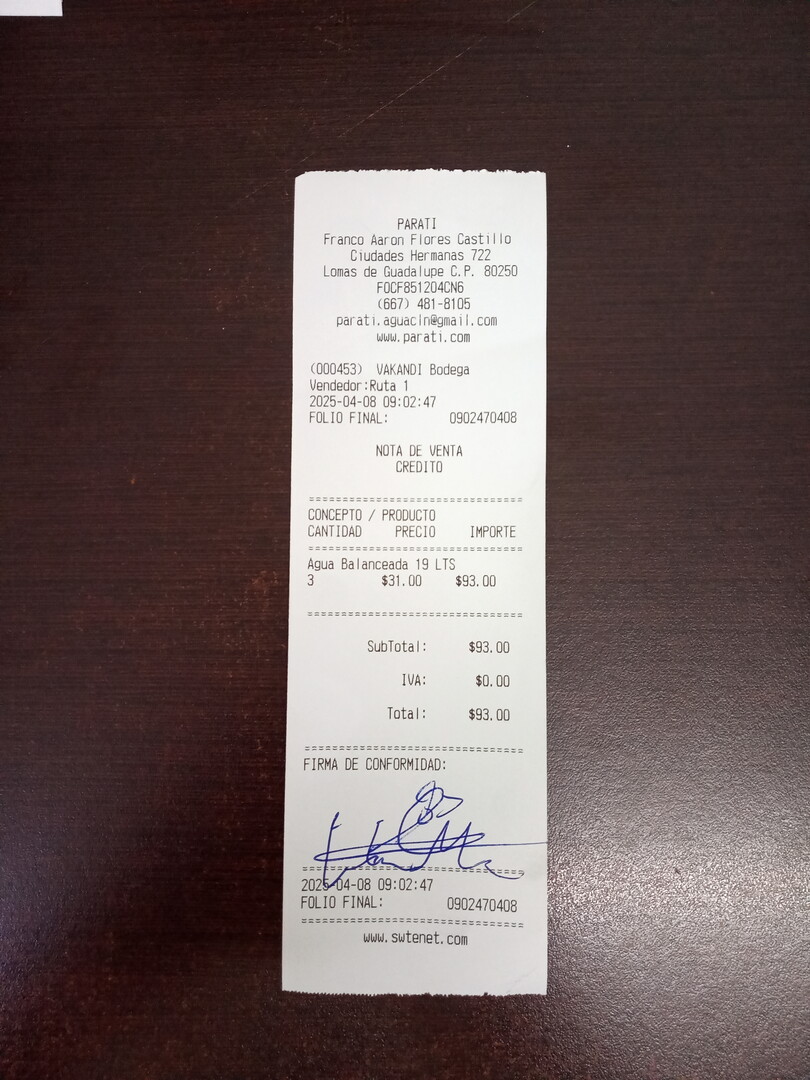 PARATI
Franco Aaron Flores Castillo
Ciudades Hermanas 722
Lomas de Guadalupe C.P. 80250
FOCF851204CN6
(667) 481-8105
parati.aguacln@gmail.com
www.parati.com
(000453) VAKANDI Bodega
Vendedor:Ruta 1
2025-04-08 09:02:47
FOLIO FINAL: 0902470408
NOTA DE VENTA
CREDITO
================================
CONCEPTO / PRODUCTO
CANTIDAD PRECIO IMPORTE
================================
Agua Balanceada 19 LTS
3 $31.00 $93.00
================================
SubTotal: $93.00
IVA: $0.00
Total: $93.00
================================
FIRMA DE CONFORMIDAD:
================================
2025-04-08 09:02:47
FOLIO FINAL: 0902470408
================================
www.swtenet.com